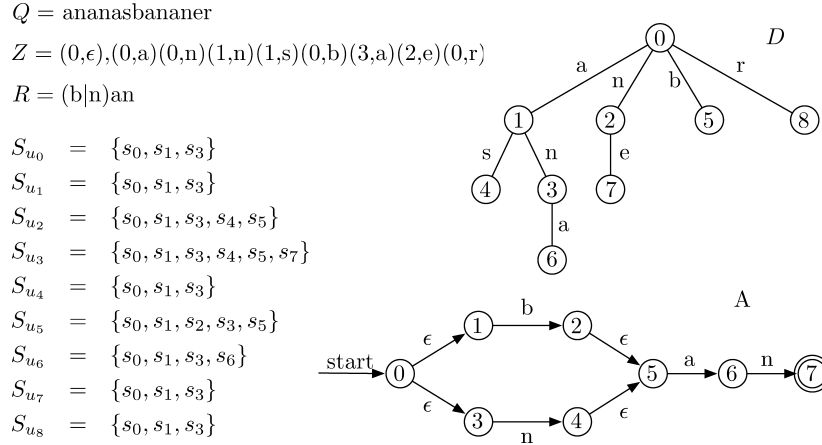 Q = ananasbananer
Z = (0,ϵ),(0,a)(0,n)(1,n)(1,s)(0,b)(3,a)(2,e)(0,r)
R = (b|n)an
S_{u_0} = {s_0, s_1, s_3}
S_{u_1} = {s_0, s_1, s_3}
S_{u_2} = {s_0, s_1, s_3, s_4, s_5}
S_{u_3} = {s_0, s_1, s_3, s_4, s_5, s_7}
S_{u_4} = {s_0, s_1, s_3}
S_{u_5} = {s_0, s_1, s_2, s_3, s_5}
S_{u_6} = {s_0, s_1, s_3, s_6}
S_{u_7} = {s_0, s_1, s_3}
S_{u_8} = {s_0, s_1, s_3}
0 D
a n b r
1 2 5 8
s n e
4 3 7
a
6
A
b
1 2
ϵ ϵ
start 0 5 a 6 n 7
ϵ ϵ
3 4
n